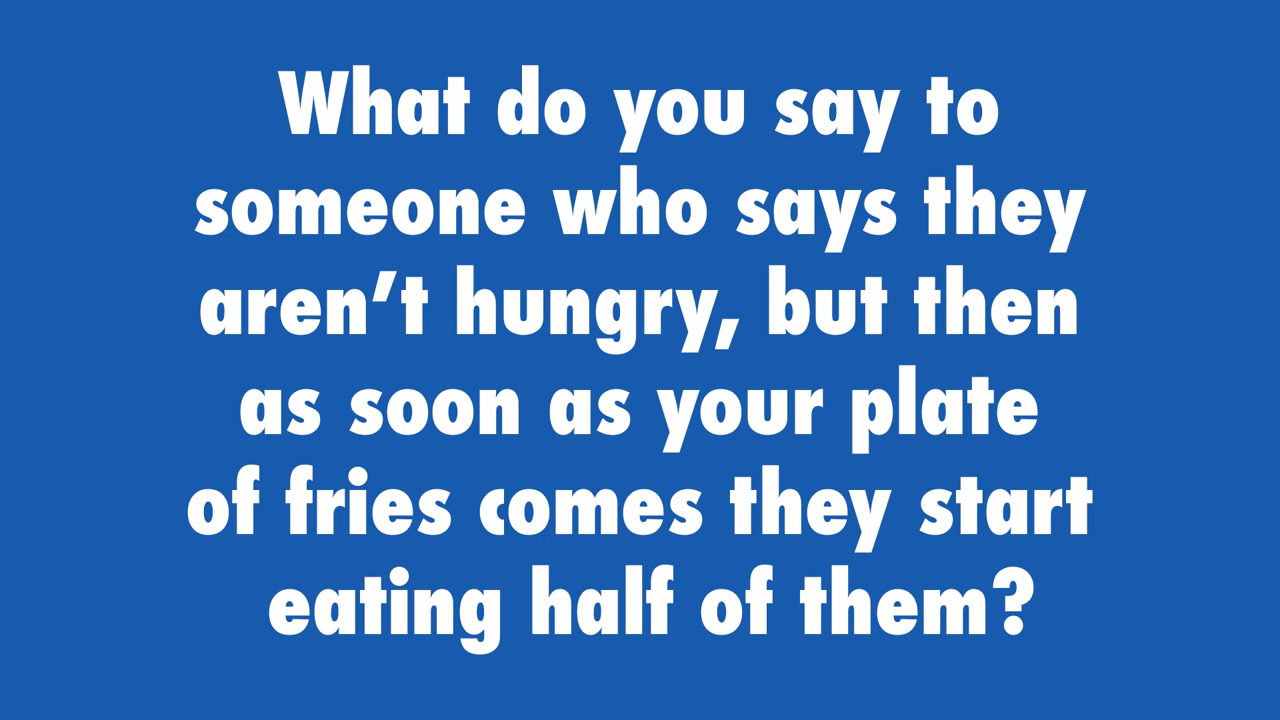 What do you say to
someone who says they
aren’t hungry, but then
as soon as your plate
of fries comes they start
eating half of them?